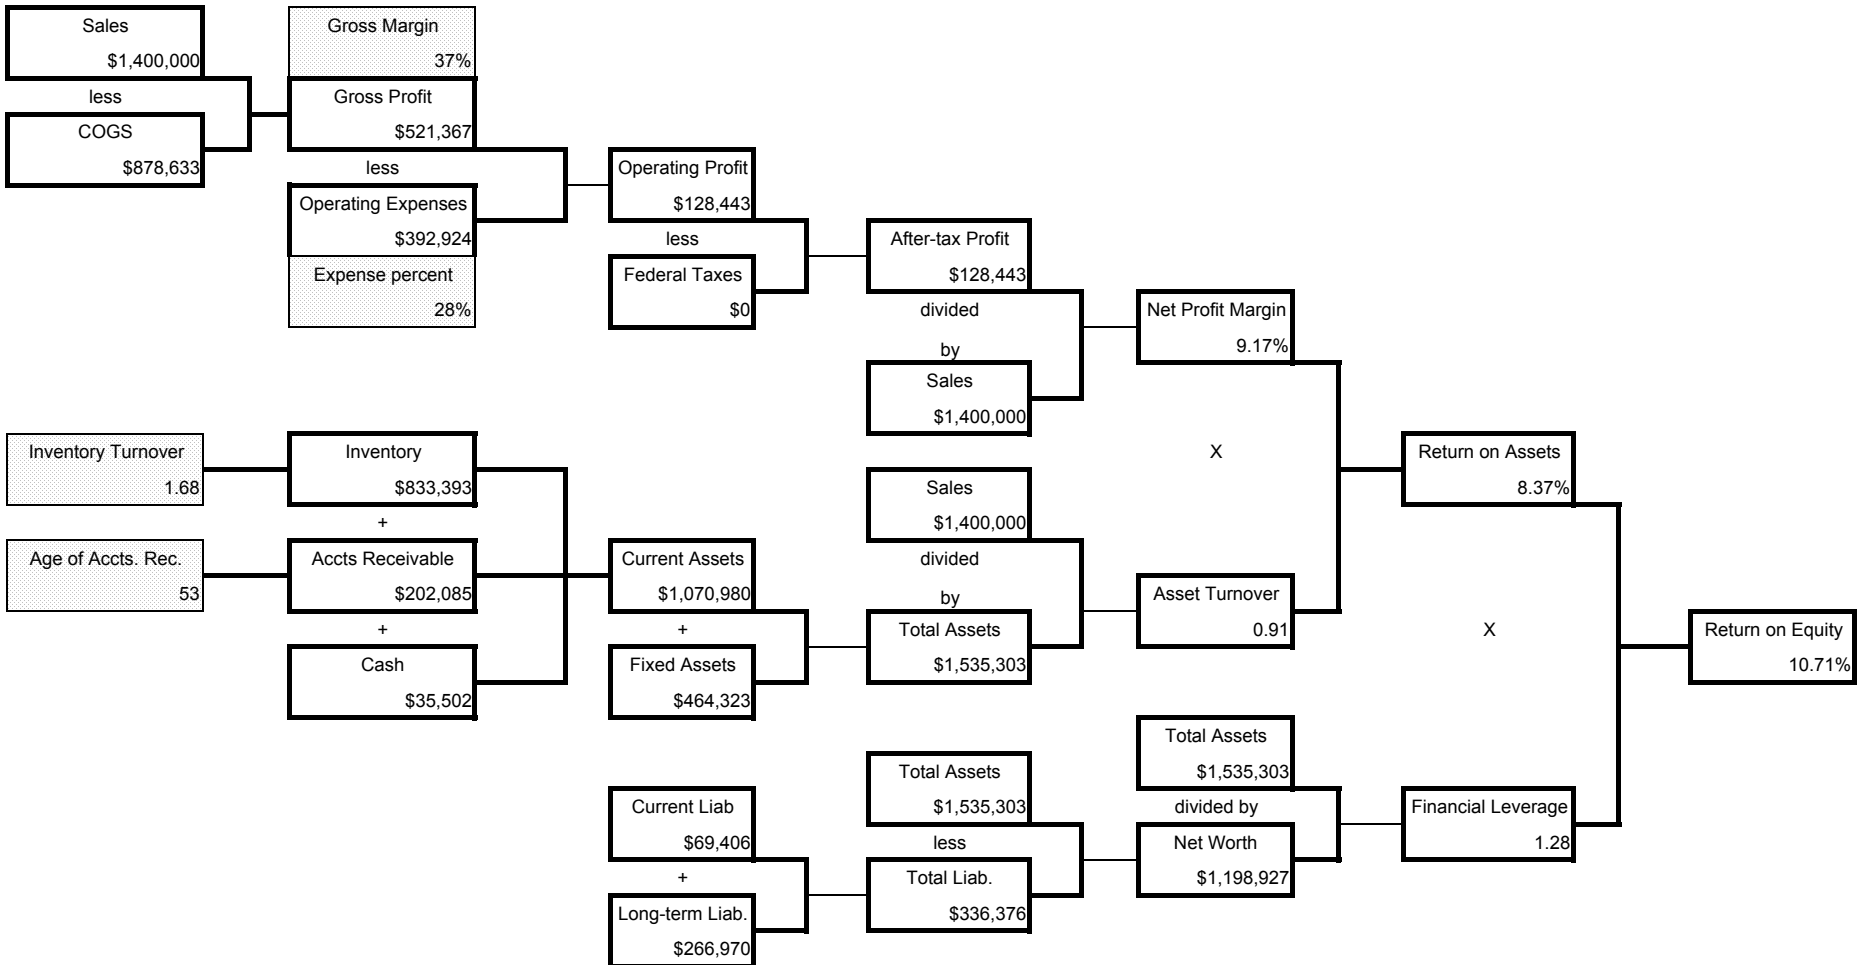 Sales
$1,400,000
less
COGS
$878,633
Gross Margin
37%
Gross Profit
$521,367
less
Operating Expenses
$392,924
Expense percent
28%
Operating Profit
$128,443
less
Federal Taxes
$0
After-tax Profit
$128,443
divided
by
Sales
$1,400,000
Net Profit Margin
9.17%
Inventory Turnover
1.68
Age of Accts. Rec.
53
Inventory
$833,393
+
Accts Receivable
$202,085
+
Cash
$35,502
Current Assets
$1,070,980
+
Fixed Assets
$464,323
Sales
$1,400,000
divided
by
Total Assets
$1,535,303
X
Asset Turnover
0.91
Return on Assets
8.37%
X
Return on Equity
10.71%
Current Liab
$69,406
+
Long-term Liab.
$266,970
Total Assets
$1,535,303
less
Total Liab.
$336,376
Total Assets
$1,535,303
divided by
Net Worth
$1,198,927
Financial Leverage
1.28